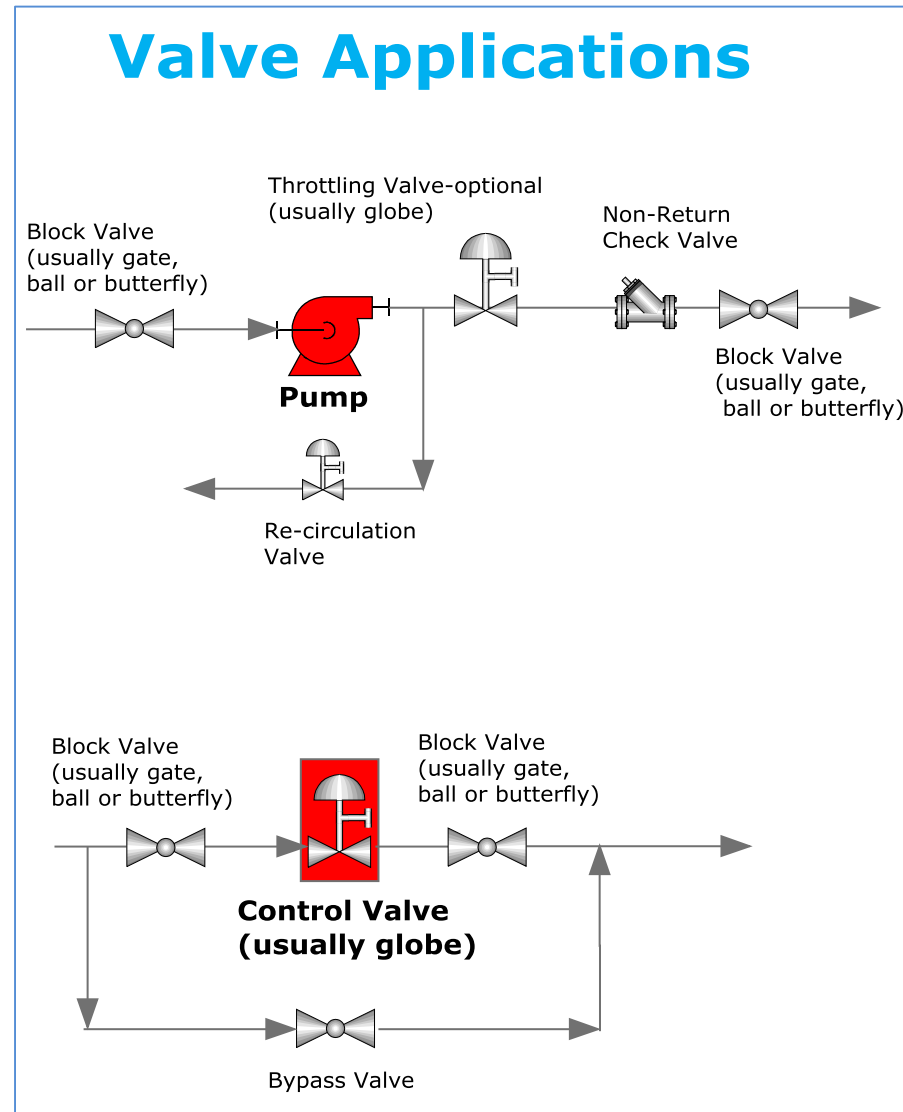 Valve Applications
Throttling Valve-optional
(usually globe)
Block Valve
(usually gate,
ball or butterfly)
Non-Return
Check Valve
Pump
Block Valve
(usually gate,
ball or butterfly)
Re-circulation
Valve
Block Valve
(usually gate,
ball or butterfly)
Block Valve
(usually gate,
ball or butterfly)
Control Valve
(usually globe)
Bypass Valve